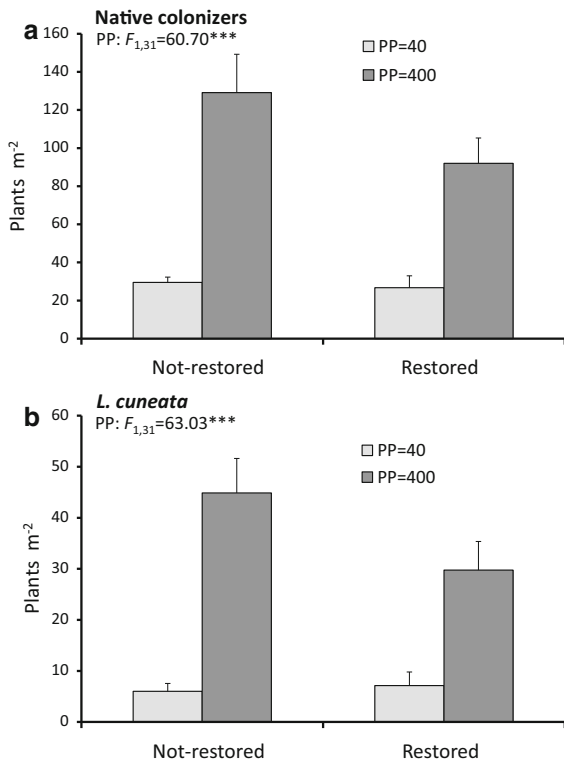 a
Native colonizers
PP: F1,31=60.70***
PP=40
PP=400
Plants m-2
160
140
120
100
80
60
40
20
0
Not-restored Restored
b
L. cuneata
PP: F1,31=63.03***
PP=40
PP=400
Plants m-2
60
50
40
30
20
10
0
Not-restored Restored